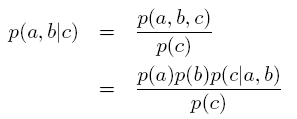 p(a, b|c) = p(a, b, c) / p(c)
= p(a)p(b)p(c|a, b) / p(c)